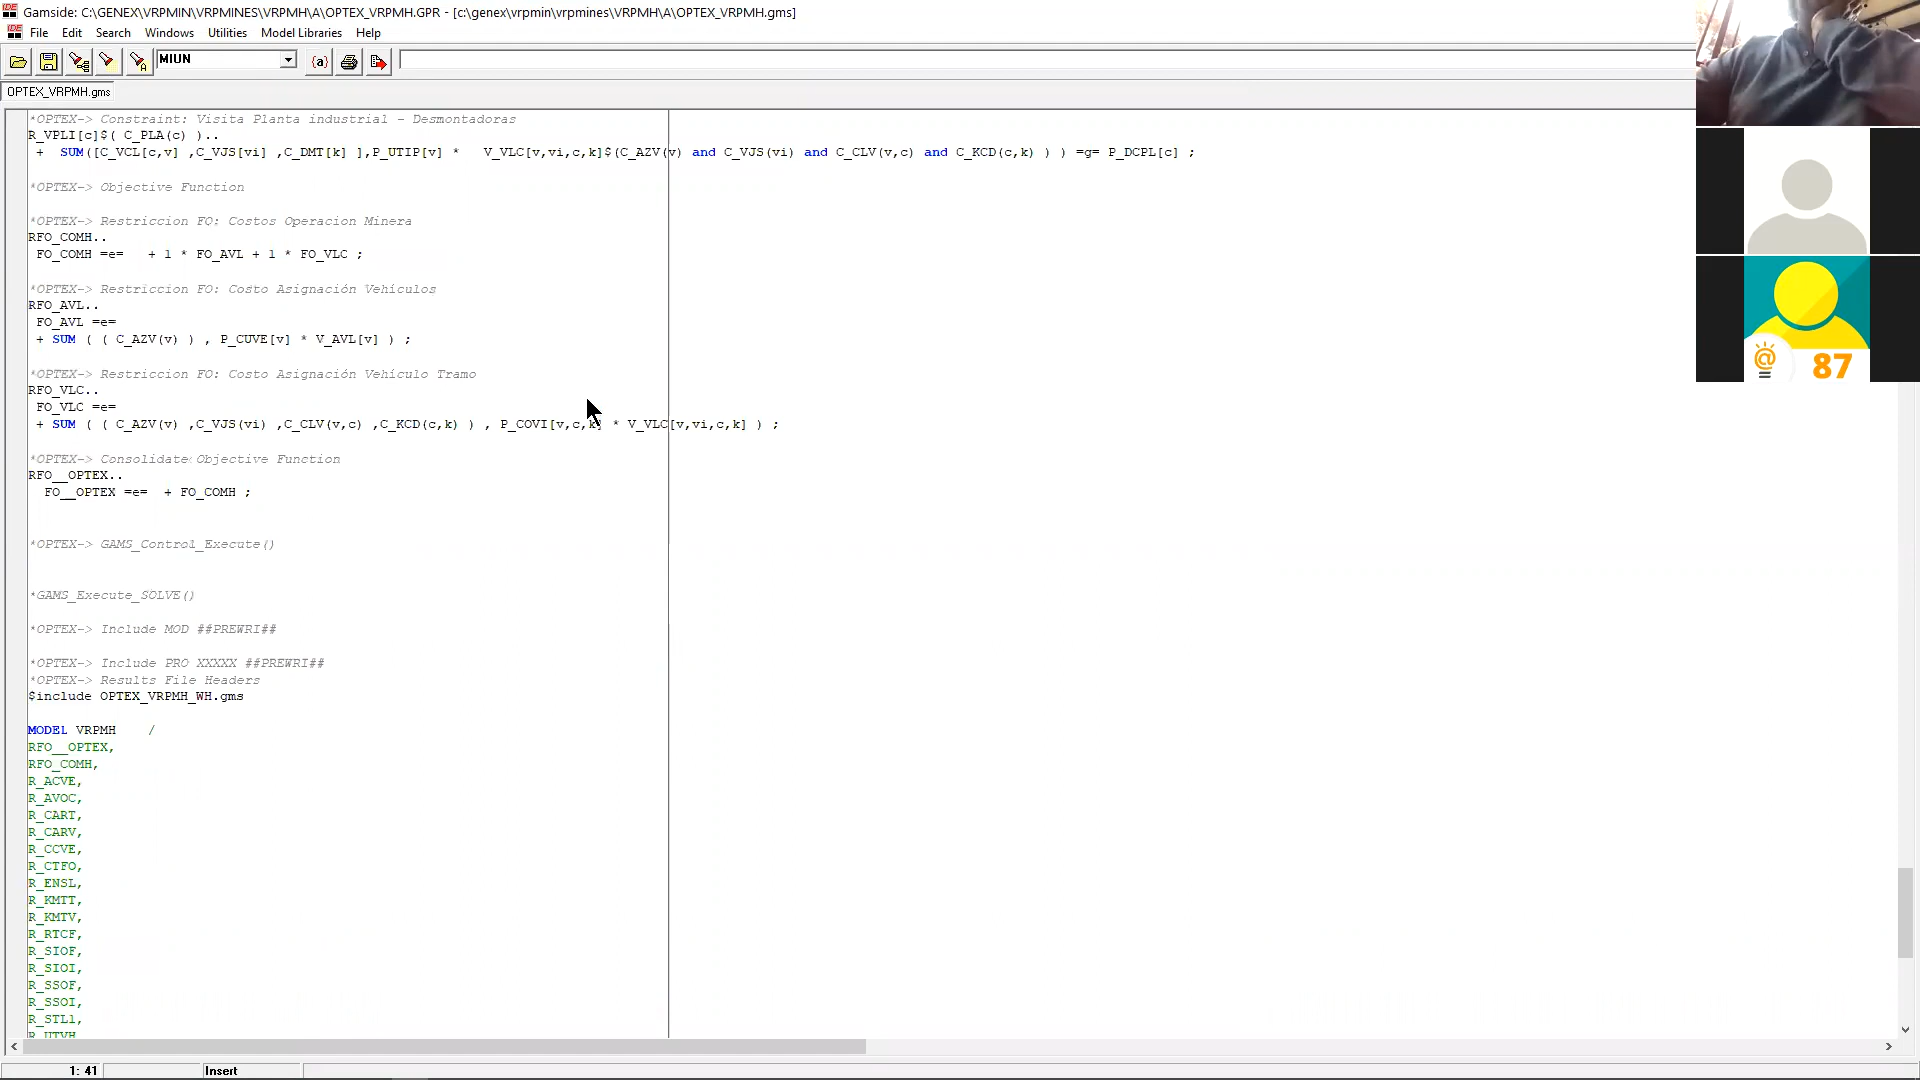 Gamside: C:\GENEX\VRPMIN\VRPMINES\VRPMH\A\OPTEX_VRPMH.GPR - [c:\genex\vrpmin\vrpmines\VRPMH\A\OPTEX_VRPMH.gms]
File Edit Search Windows Utilities Model Libraries Help
MIUN {a}
OPTEX_VRPMH.gms
*OPTEX-> Constraint: Visita Planta industrial - Desmontadoras
R_VPLI[c]$( C_PLA(c) )..
+ SUM([C_VCL[c,v] ,C_VJS[vi] ,C_DMT[k] ],P_UTIP[v] * V_VLC[v,vi,c,k]$(C_AZV(v) and C_VJS(vi) and C_CLV(v,c) and C_KCD(c,k) ) ) =g= P_DCPL[c] ;
*OPTEX-> Objective Function
*OPTEX-> Restriccion FO: Costos Operacion Minera
RFO_COMH..
FO_COMH =e= + 1 * FO_AVL + 1 * FO_VLC ;
*OPTEX-> Restriccion FO: Costo Asignación Vehículos
RFO_AVL..
FO_AVL =e=
+ SUM ( ( C_AZV(v) ) , P_CUVE[v] * V_AVL[v] ) ;
*OPTEX-> Restriccion FO: Costo Asignación Vehículo Tramo
RFO_VLC..
FO_VLC =e=
+ SUM ( ( C_AZV(v) ,C_VJS(vi) ,C_CLV(v,c) ,C_KCD(c,k) ) , P_COVI[v,c,k] * V_VLC[v,vi,c,k] ) ;
*OPTEX-> Consolidate Objective Function
RFO__OPTEX..
FO__OPTEX =e= + FO_COMH ;
*OPTEX-> GAMS_Control_Execute()
*GAMS_Execute_SOLVE()
*OPTEX-> Include MOD ##PREWRI##
*OPTEX-> Include PRO XXXXX ##PREWRI##
*OPTEX-> Results File Headers
$include OPTEX_VRPMH_WH.gms
MODEL VRPMH /
RFO__OPTEX,
RFO_COMH,
R_ACVE,
R_AVOC,
R_CART,
R_CARV,
R_CCVE,
R_CTFO,
R_ENSL,
R_KMTT,
R_KMTV,
R_RTCF,
R_SIOF,
R_SIOI,
R_SSOF,
R_SSOI,
R_STL1,
R_UTVH
1: 41 Insert
@ 87